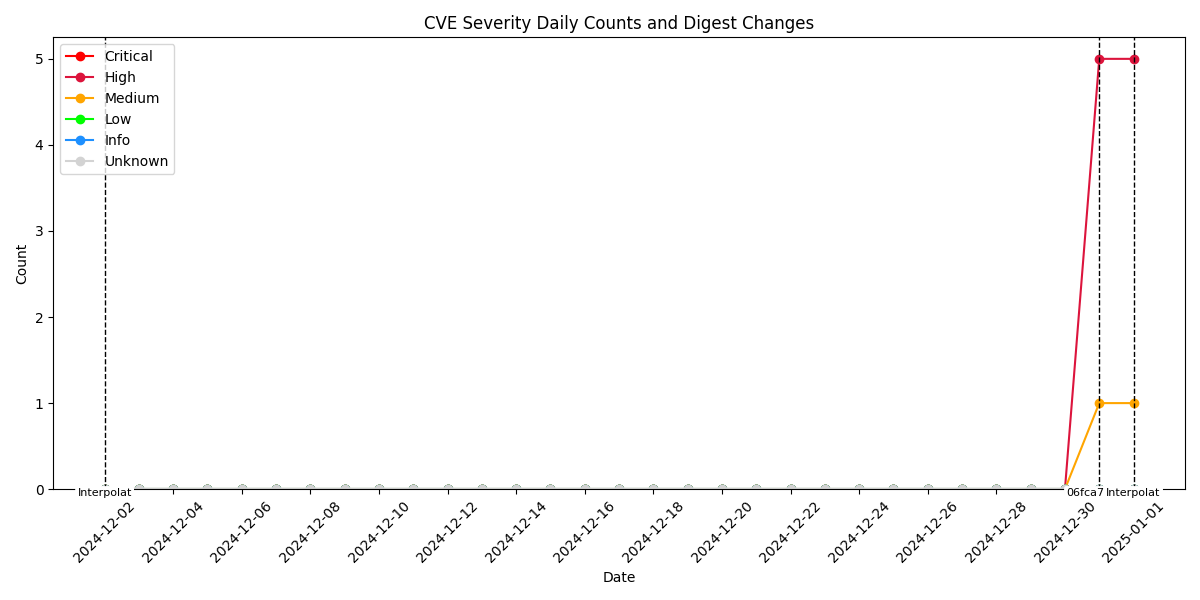 CVE Severity Daily Counts and Digest Changes
Critical
High
Medium
Low
Info
Unknown
Count
5
4
3
2
1
0
Interpolat
06fca7
Interpolat
2024-12-02
2024-12-04
2024-12-06
2024-12-08
2024-12-10
2024-12-12
2024-12-14
2024-12-16
2024-12-18
2024-12-20
2024-12-22
2024-12-24
2024-12-26
2024-12-28
2024-12-30
2025-01-01
Date